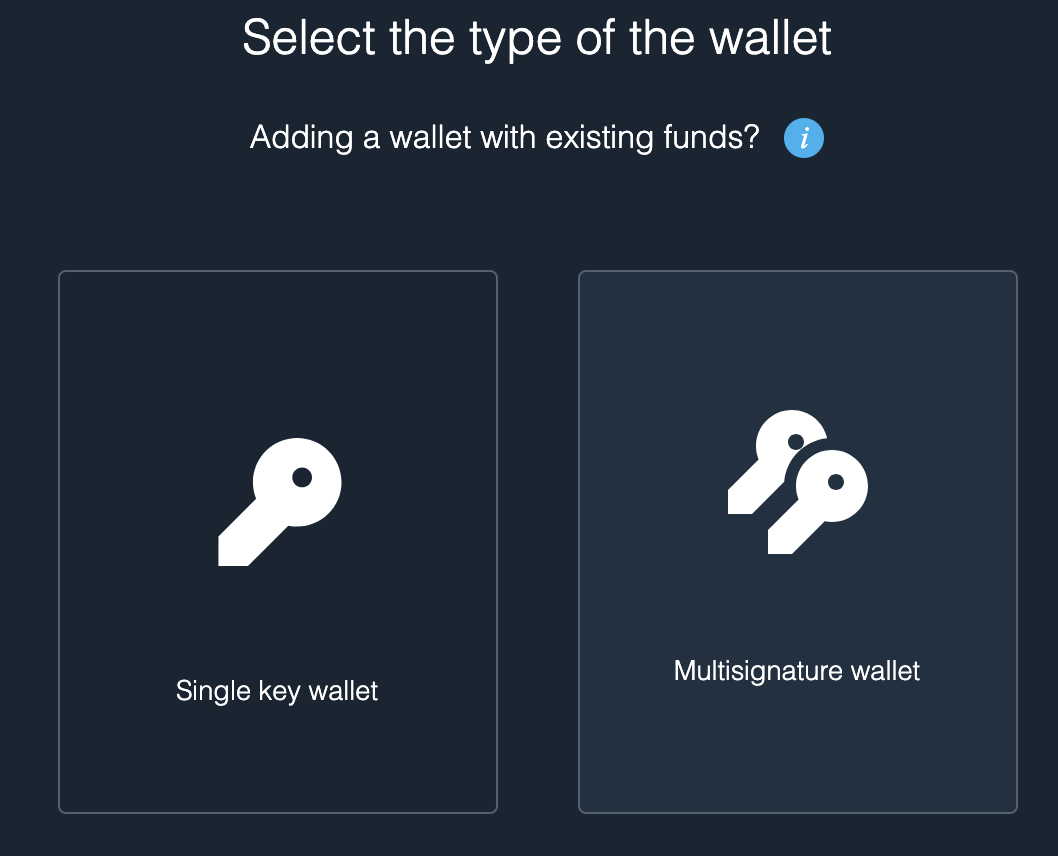 Select the type of the wallet
Adding a wallet with existing funds? i
Single key wallet
Multisignature wallet